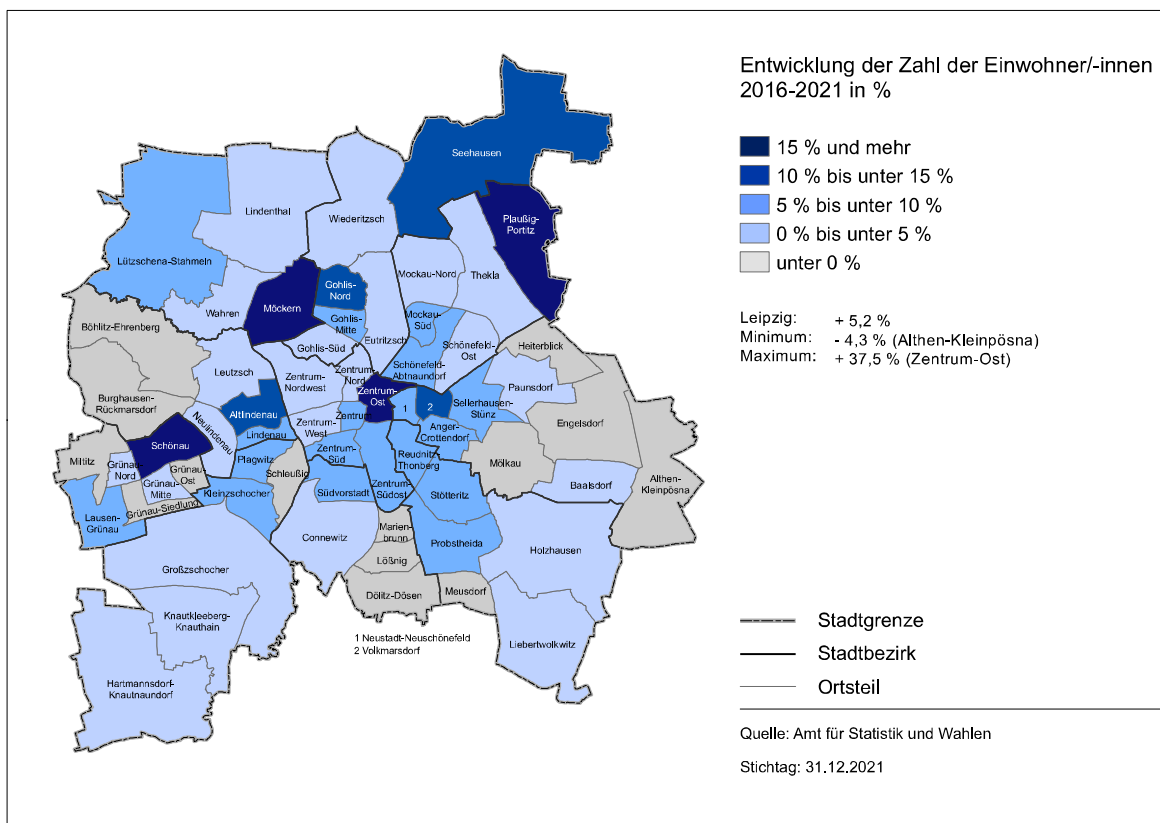 Entwicklung der Zahl der Einwohner/-innen
2016-2021 in %
15 % und mehr
10 % bis unter 15 %
5 % bis unter 10 %
0 % bis unter 5 %
unter 0 %
Leipzig: + 5,2 %
Minimum: - 4,3 % (Althen-Kleinpösna)
Maximum: + 37,5 % (Zentrum-Ost)
Seehausen
Lindenthal
Wiederitzsch
Plaußig-
Portitz
Lützschena-Stahmeln
Mockau-Nord
Thekla
Gohlis-
Nord
Möckern
Wahren
Gohlis-
Mitte
Mockau-
Süd
Böhlitz-Ehrenberg
Eutritzsch
Gohlis-Süd
Schönefeld-
Ost
Heiterblick
Leutzsch
Zentrum-
Nordwest
Zentrum-
Nord
Schönefeld-
Abtnaundorf
Paunsdorf
Zentrum-
Ost
Burghausen-
Rückmarsdorf
Altlindenau
1
2
Sellerhausen-
Stünz
Neulindenau
Zentrum-
West
Zentrum
Engelsdorf
Anger-
Crottendorf
Lindenau
Schönau
Zentrum-
Süd
Reudnitz-
Thonberg
Mölkau
Miltitz
Grünau-
Nord
Grünau-
Ost
Plagwitz
Schleußig
Althen-
Kleinpösna
Grünau-
Mitte
Kleinzschocher
Südvorstadt
Zentrum-
Südost
Stötteritz
Baalsdorf
Lausen-
Grünau
Grünau-Siedlung
Connewitz
Marien-
brunn
Probstheida
Holzhausen
Lößnig
Großzschocher
Dölitz-Dösen
Meusdorf
Knautkleeberg-
Knauthain
Liebertwolkwitz
Hartmannsdorf-
Knautnaundorf
1 Neustadt-Neuschönefeld
2 Volkmarsdorf
Stadtgrenze
Stadtbezirk
Ortsteil
Quelle: Amt für Statistik und Wahlen
Stichtag: 31.12.2021